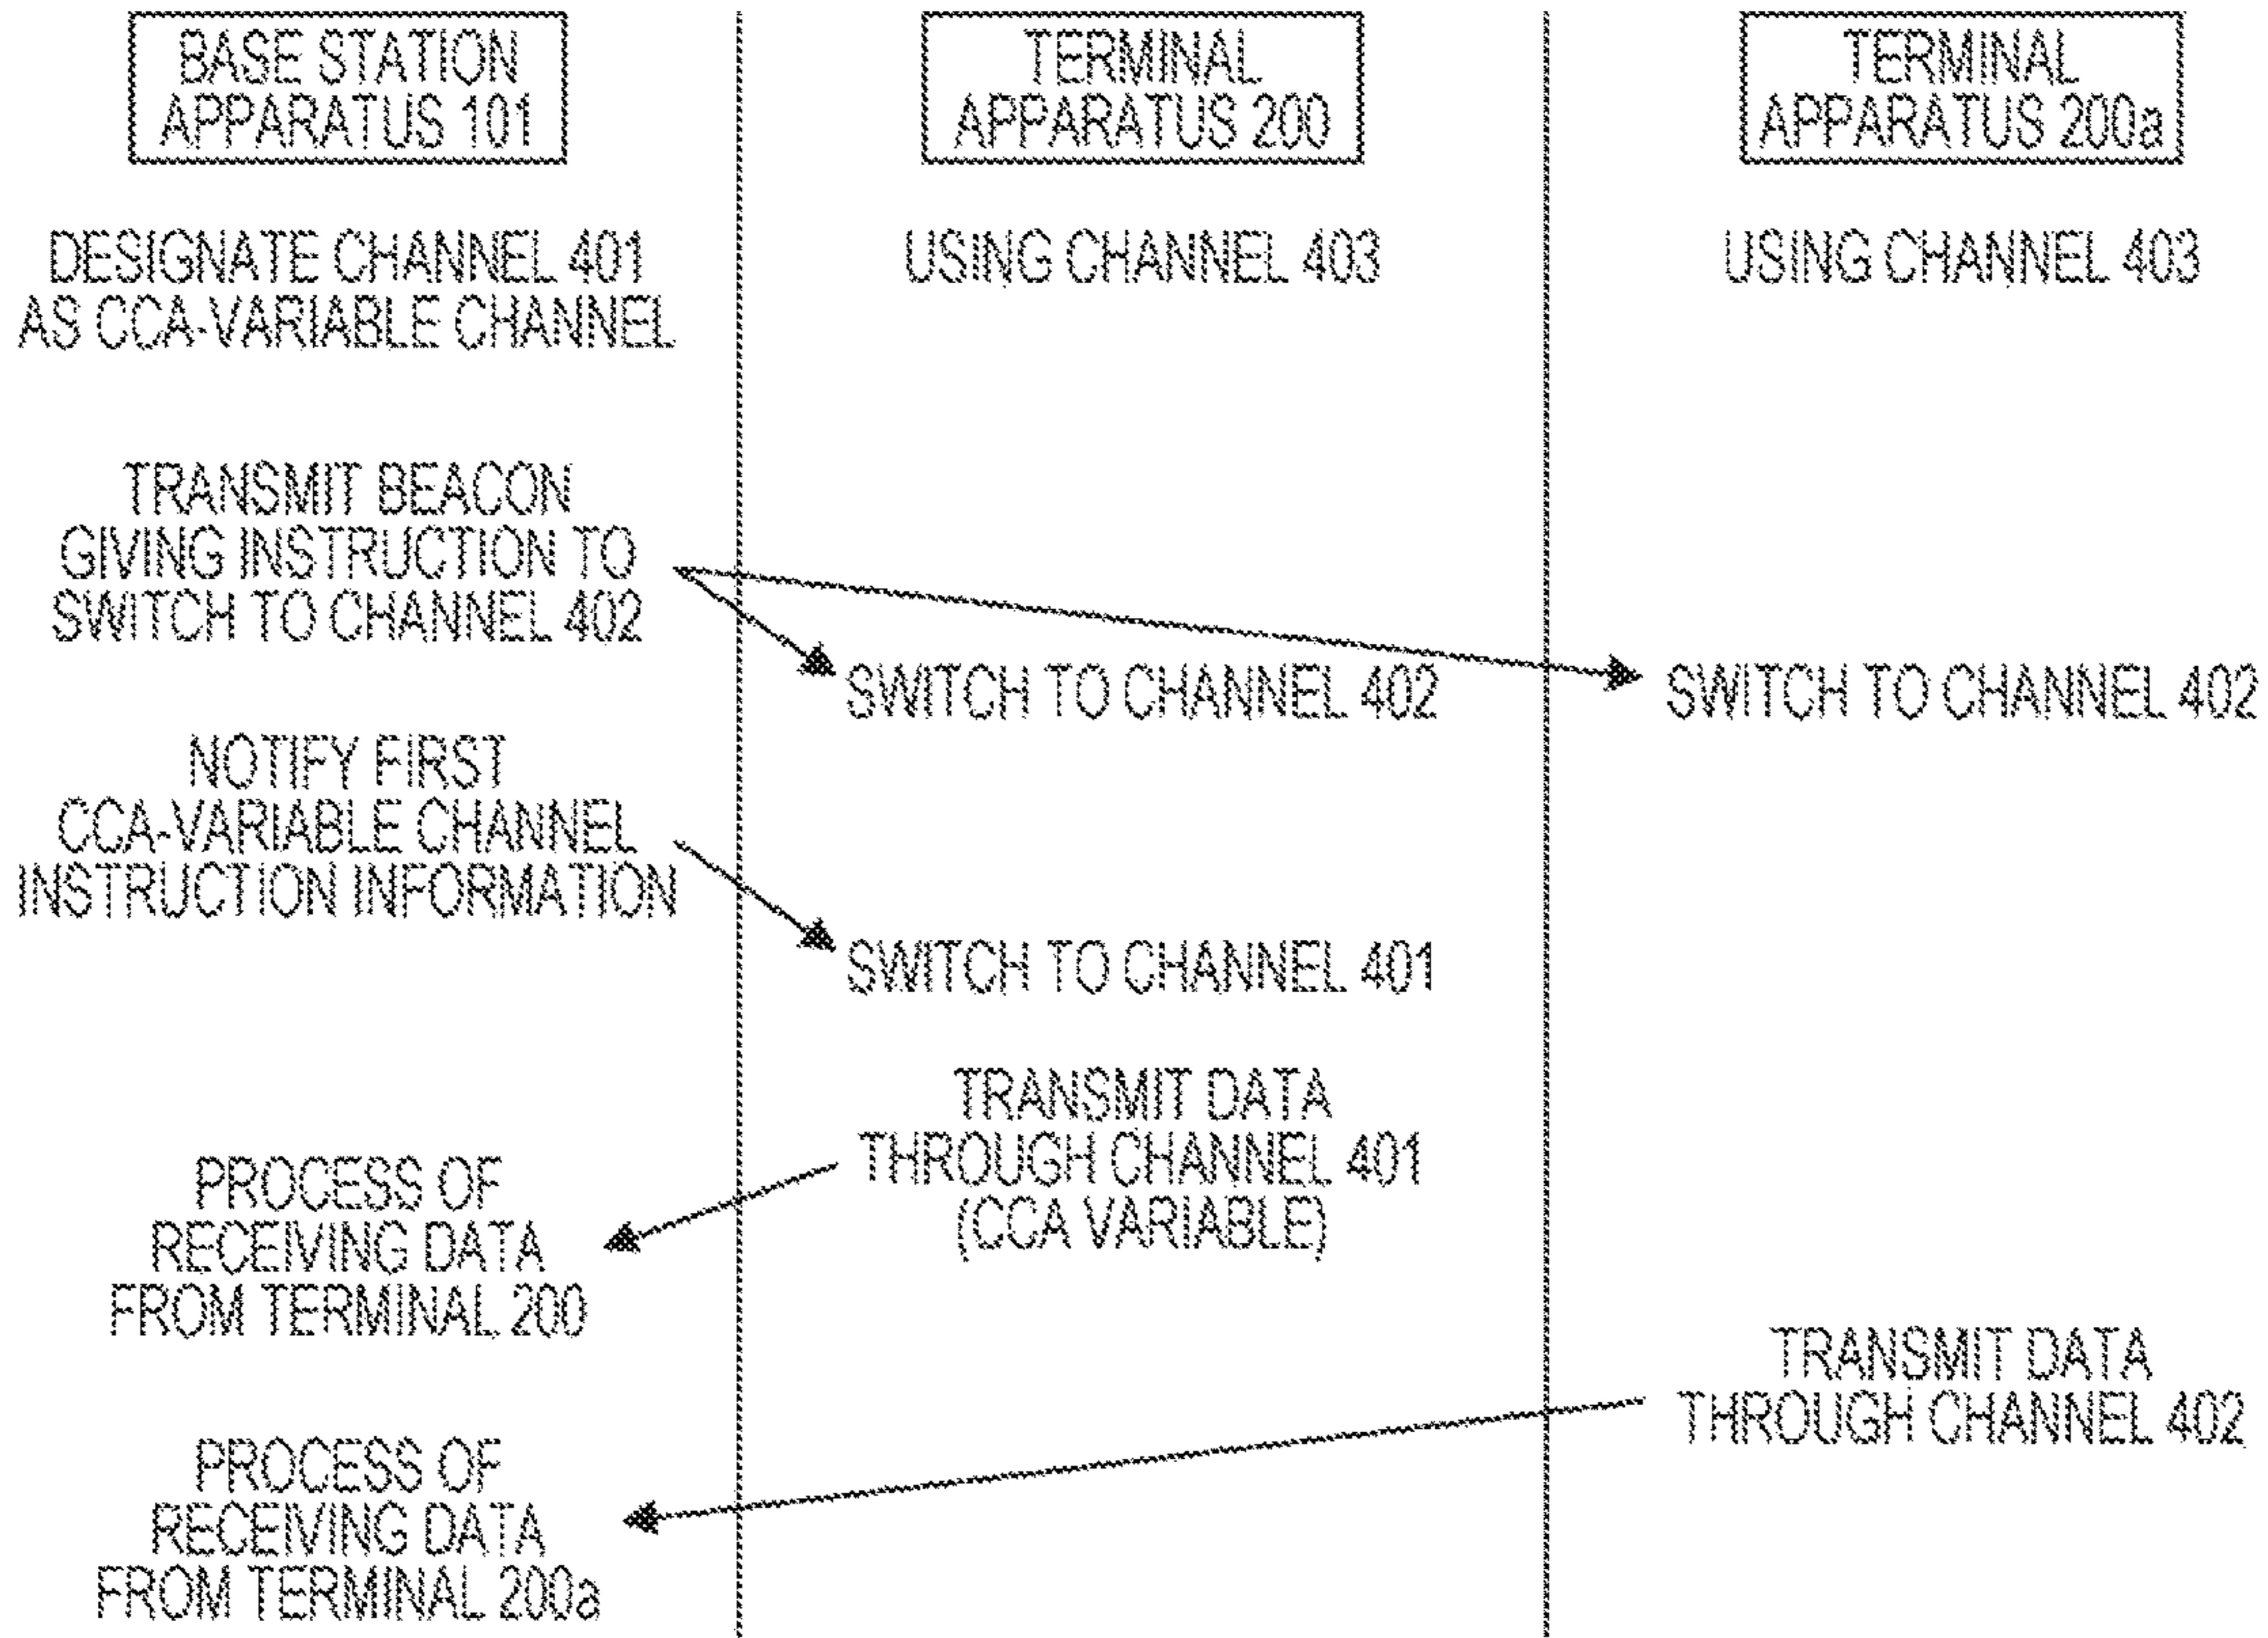 BASE STATION
APPARATUS 101
TERMINAL
APPARATUS 200
TERMINAL
APPARATUS 200a
DESIGNATE CHANNEL 401
AS CCA-VARIABLE CHANNEL
USING CHANNEL 403
USING CHANNEL 403
TRANSMIT BEACON
GIVING INSTRUCTION TO
SWITCH TO CHANNEL 402
SWITCH TO CHANNEL 402
SWITCH TO CHANNEL 402
NOTIFY FIRST
CCA-VARIABLE CHANNEL
INSTRUCTION INFORMATION
SWITCH TO CHANNEL 401
TRANSMIT DATA
THROUGH CHANNEL 401
(CCA VARIABLE)
PROCESS OF
RECEIVING DATA
FROM TERMINAL 200
TRANSMIT DATA
THROUGH CHANNEL 402
PROCESS OF
RECEIVING DATA
FROM TERMINAL 200a